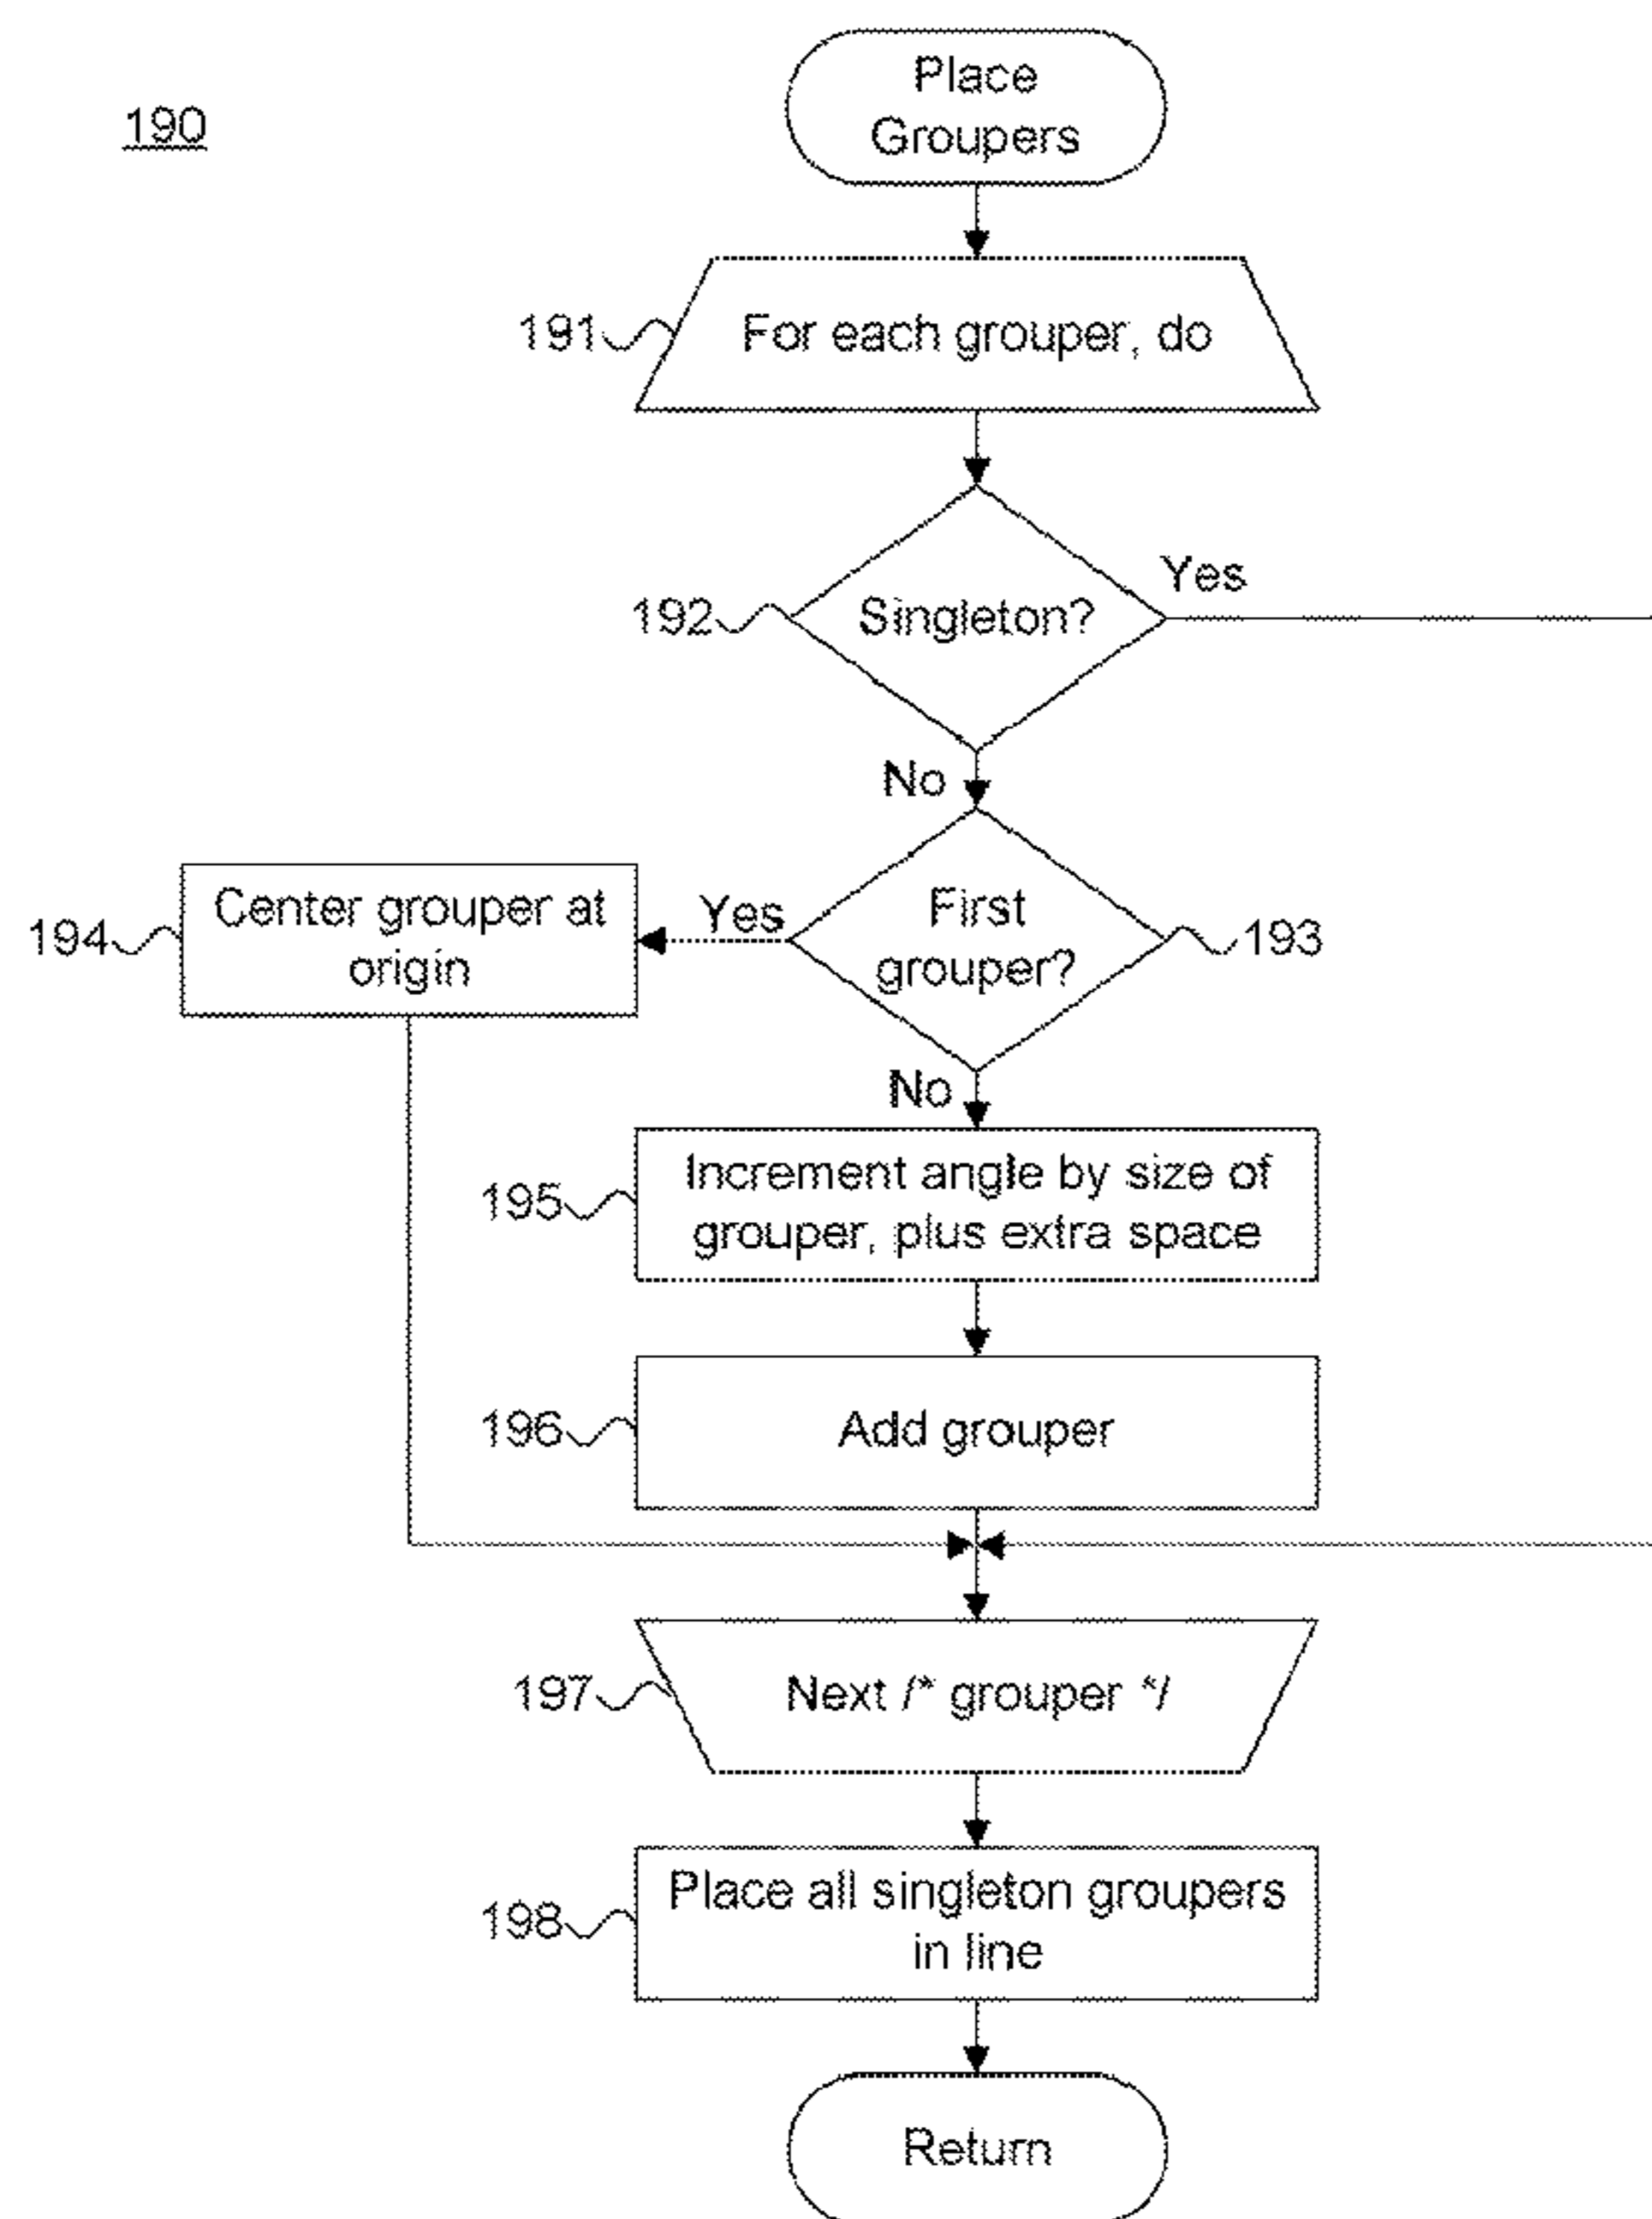 190
Place
Groupers
191
For each grouper, do
192
Singleton?
Yes
No
194
Center grouper at
origin
Yes
First
grouper?
193
No
195
Increment angle by size of
grouper, plus extra space
196
Add grouper
197
Next /* grouper */
198
Place all singleton groupers
in line
Return